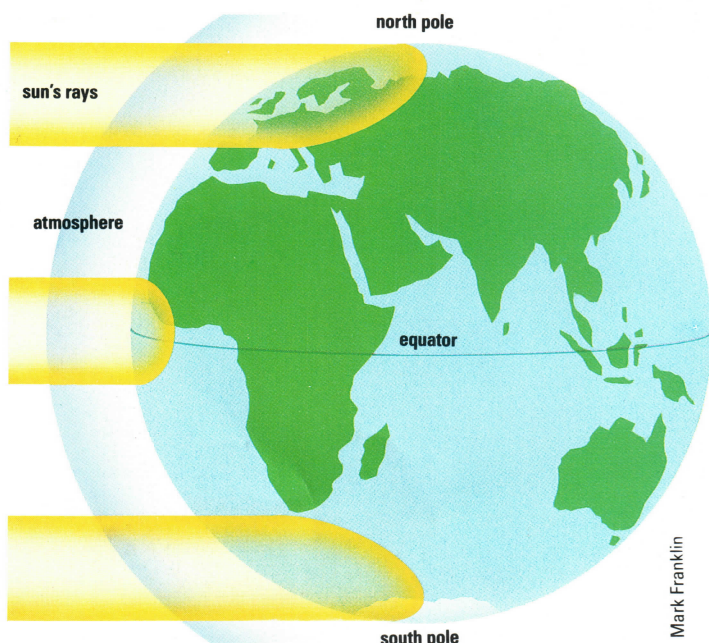 north pole
sun's rays
atmosphere
equator
Mark Franklin
south pole